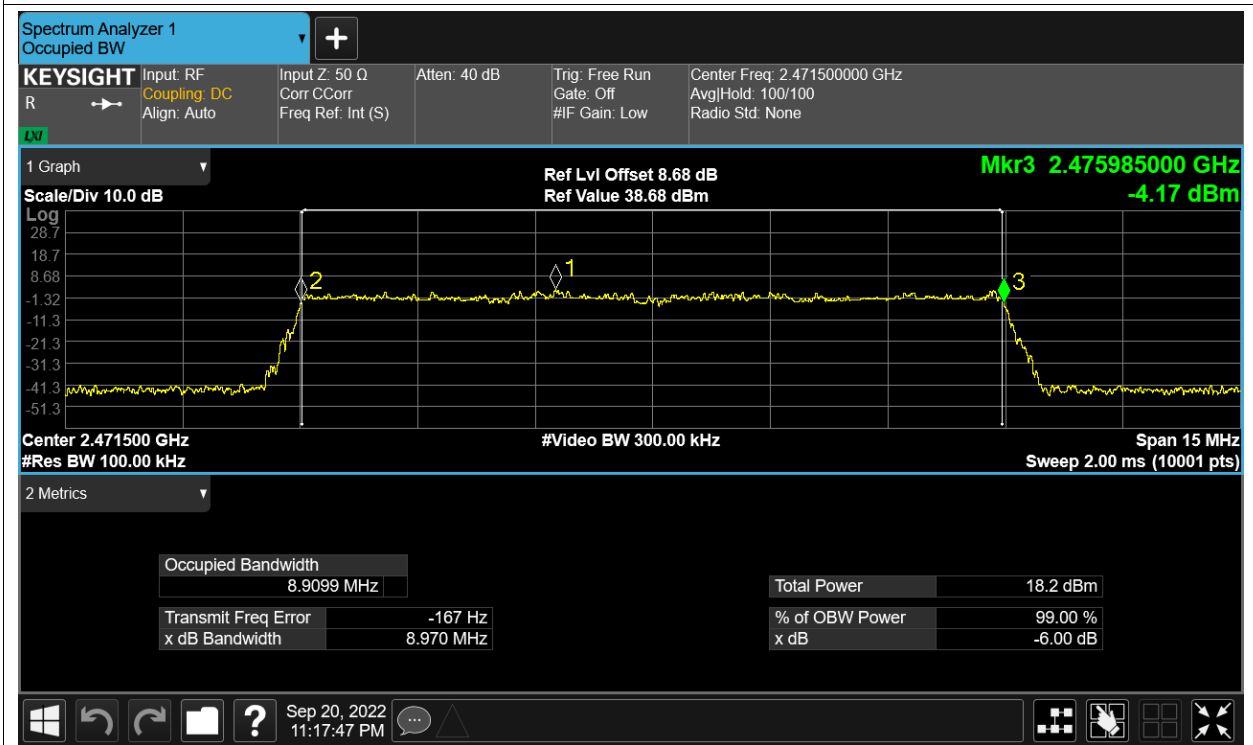 Spectrum Analyzer 1
Occupied BW
KEYSIGHT
R
LXI
Input: RF
Coupling: DC
Align: Auto
Input Z: 50 Ω
Corr CCorr
Freq Ref: Int (S)
Atten: 40 dB
Trig: Free Run
Gate: Off
#IF Gain: Low
Center Freq: 2.471500000 GHz
Avg|Hold: 100/100
Radio Std: None
1 Graph
Scale/Div 10.0 dB
Ref Lvl Offset 8.68 dB
Ref Value 38.68 dBm
Mkr3 2.475985000 GHz
-4.17 dBm
Log
28.7
18.7
8.68
-1.32
-11.3
-21.3
-31.3
-41.3
-51.3
2
1
3
Center 2.471500 GHz
#Video BW 300.00 kHz
Span 15 MHz
#Res BW 100.00 kHz
Sweep 2.00 ms (10001 pts)
2 Metrics
Occupied Bandwidth
8.9099 MHz
Total Power 18.2 dBm
Transmit Freq Error -167 Hz
% of OBW Power 99.00 %
x dB Bandwidth 8.970 MHz
x dB -6.00 dB
?
Sep 20, 2022
11:17:47 PM